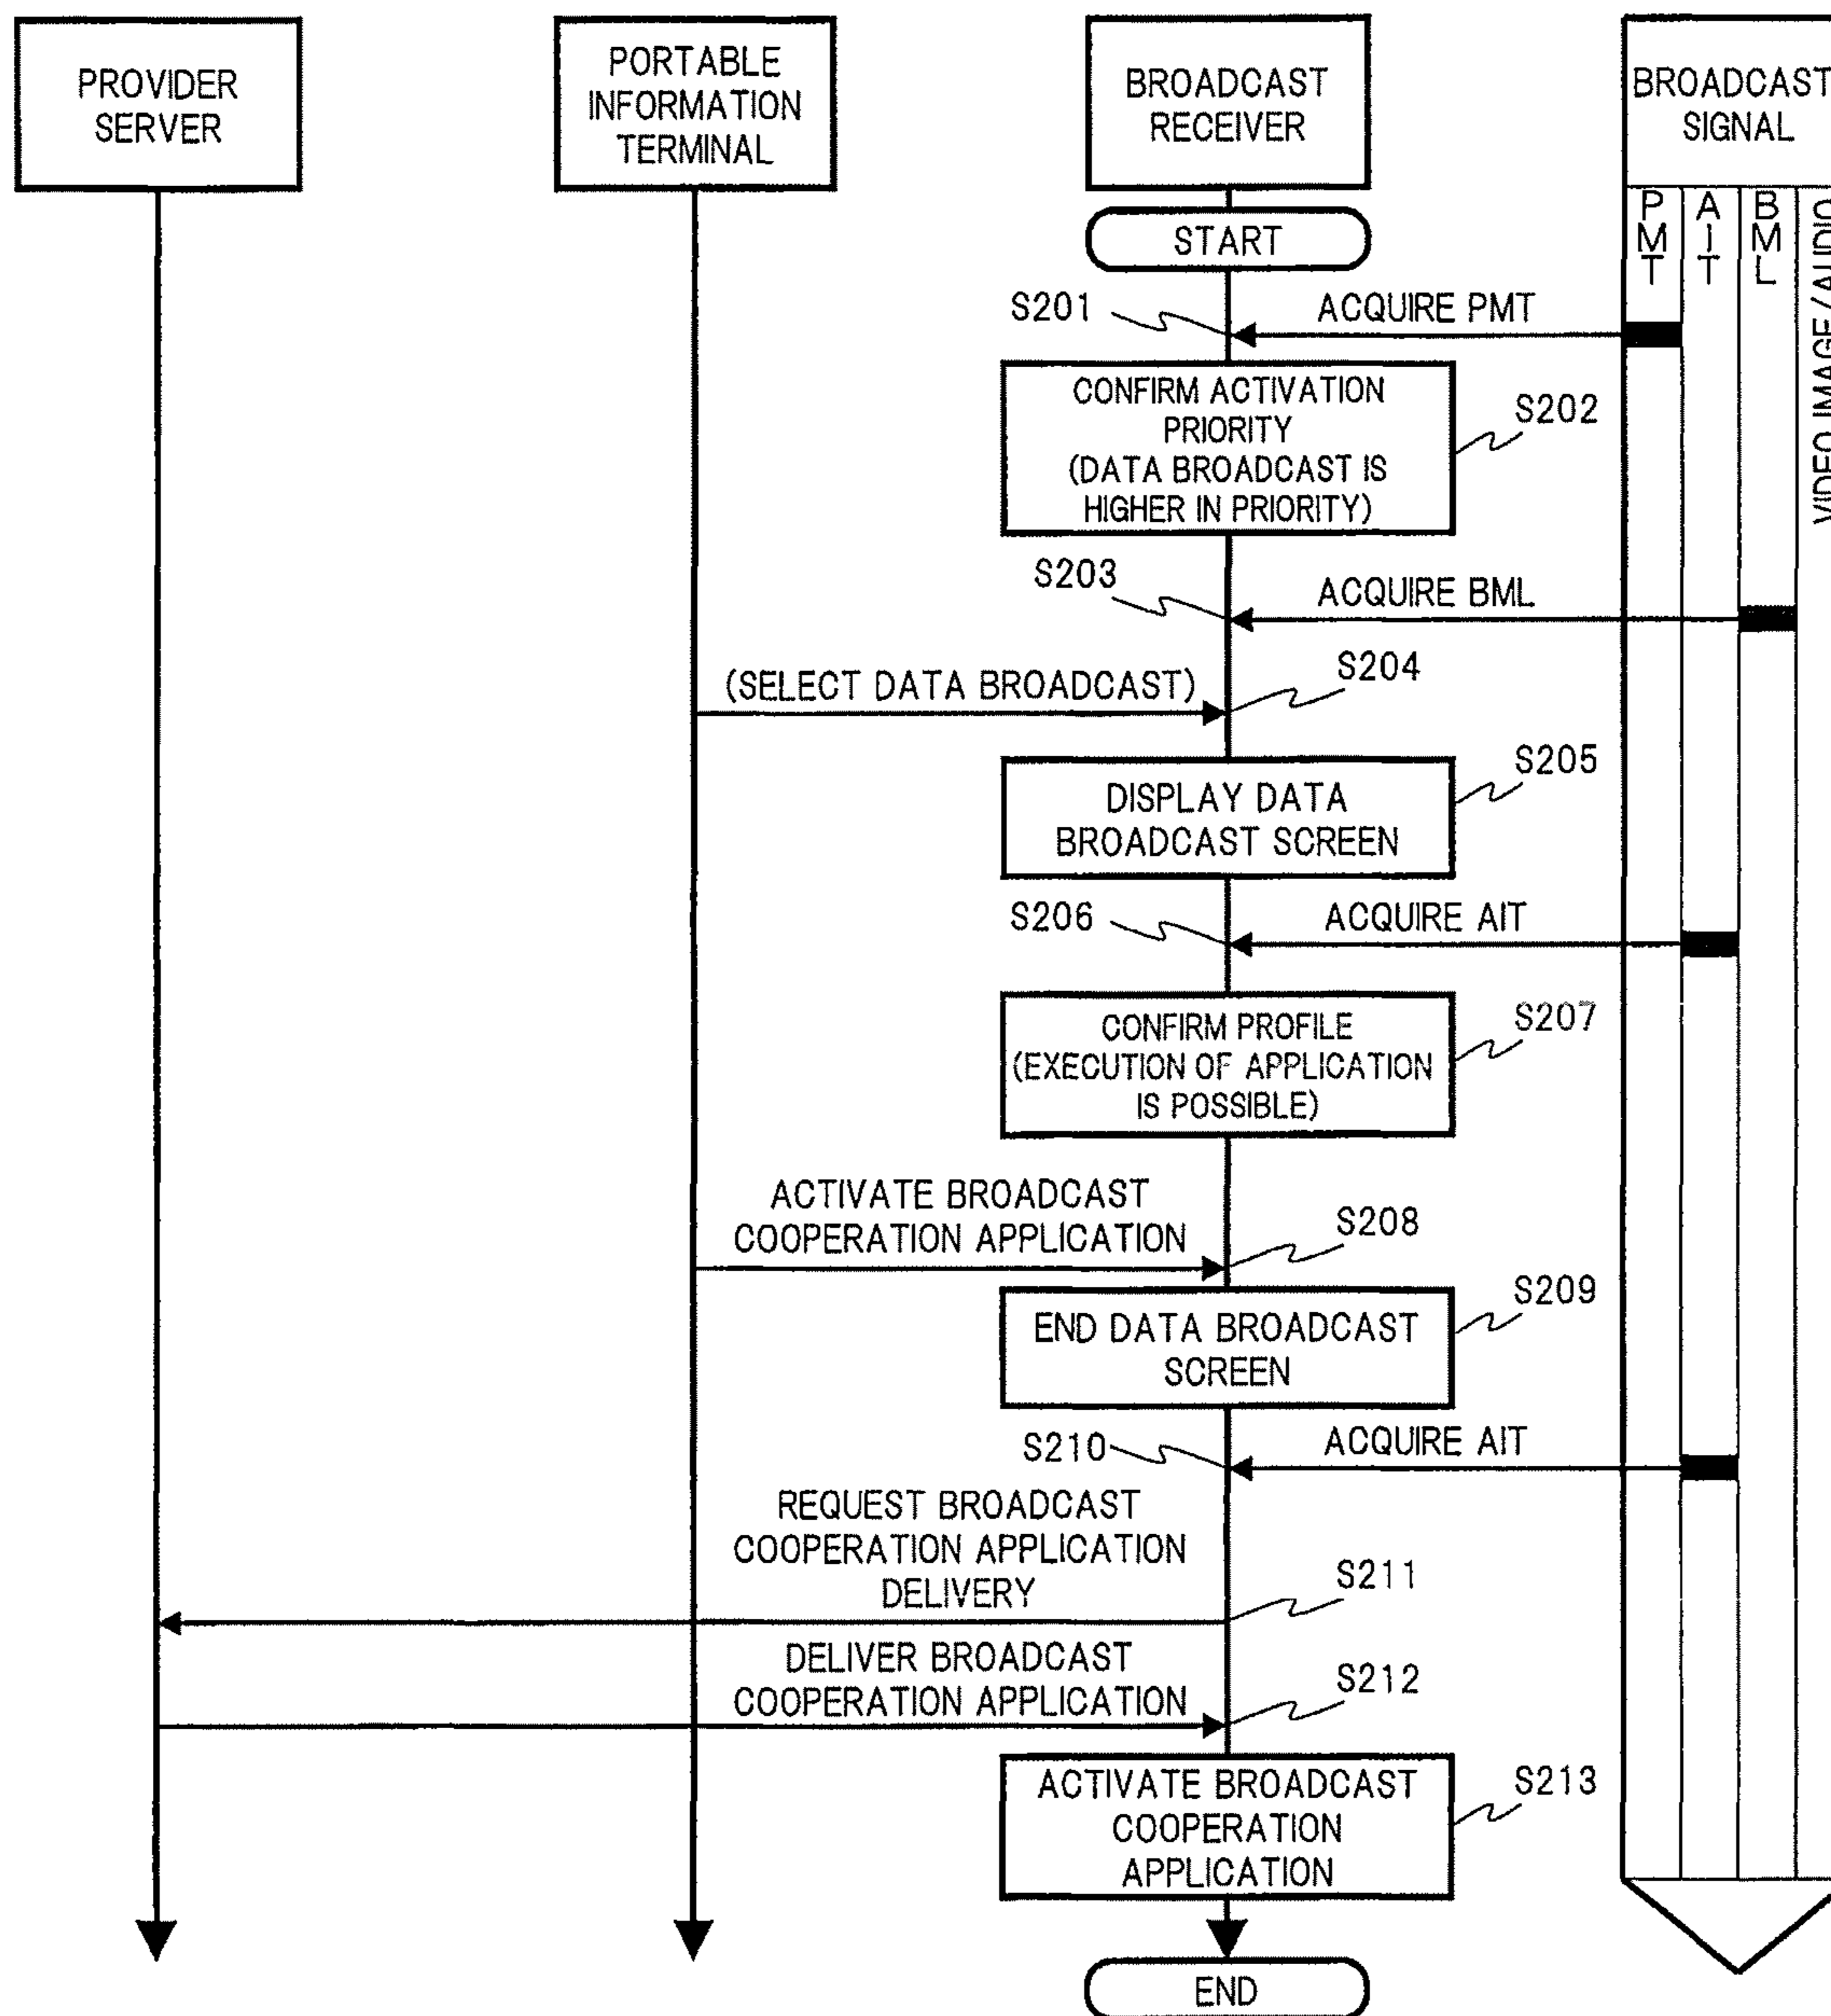 PROVIDER
SERVER
PORTABLE
INFORMATION
TERMINAL
BROADCAST
RECEIVER
BROADCAST
SIGNAL
PMT
AIT
BML
VIDEO IMAGE/AUDIO
START
S201
ACQUIRE PMT
CONFIRM ACTIVATION
PRIORITY
(DATA BROADCAST IS
HIGHER IN PRIORITY)
S202
S203
ACQUIRE BML
(SELECT DATA BROADCAST)
S204
DISPLAY DATA
BROADCAST SCREEN
S205
S206
ACQUIRE AIT
CONFIRM PROFILE
(EXECUTION OF APPLICATION
IS POSSIBLE)
S207
ACTIVATE BROADCAST
COOPERATION APPLICATION
S208
END DATA BROADCAST
SCREEN
S209
S210
ACQUIRE AIT
REQUEST BROADCAST
COOPERATION APPLICATION
DELIVERY
S211
DELIVER BROADCAST
COOPERATION APPLICATION
S212
ACTIVATE BROADCAST
COOPERATION
APPLICATION
S213
END